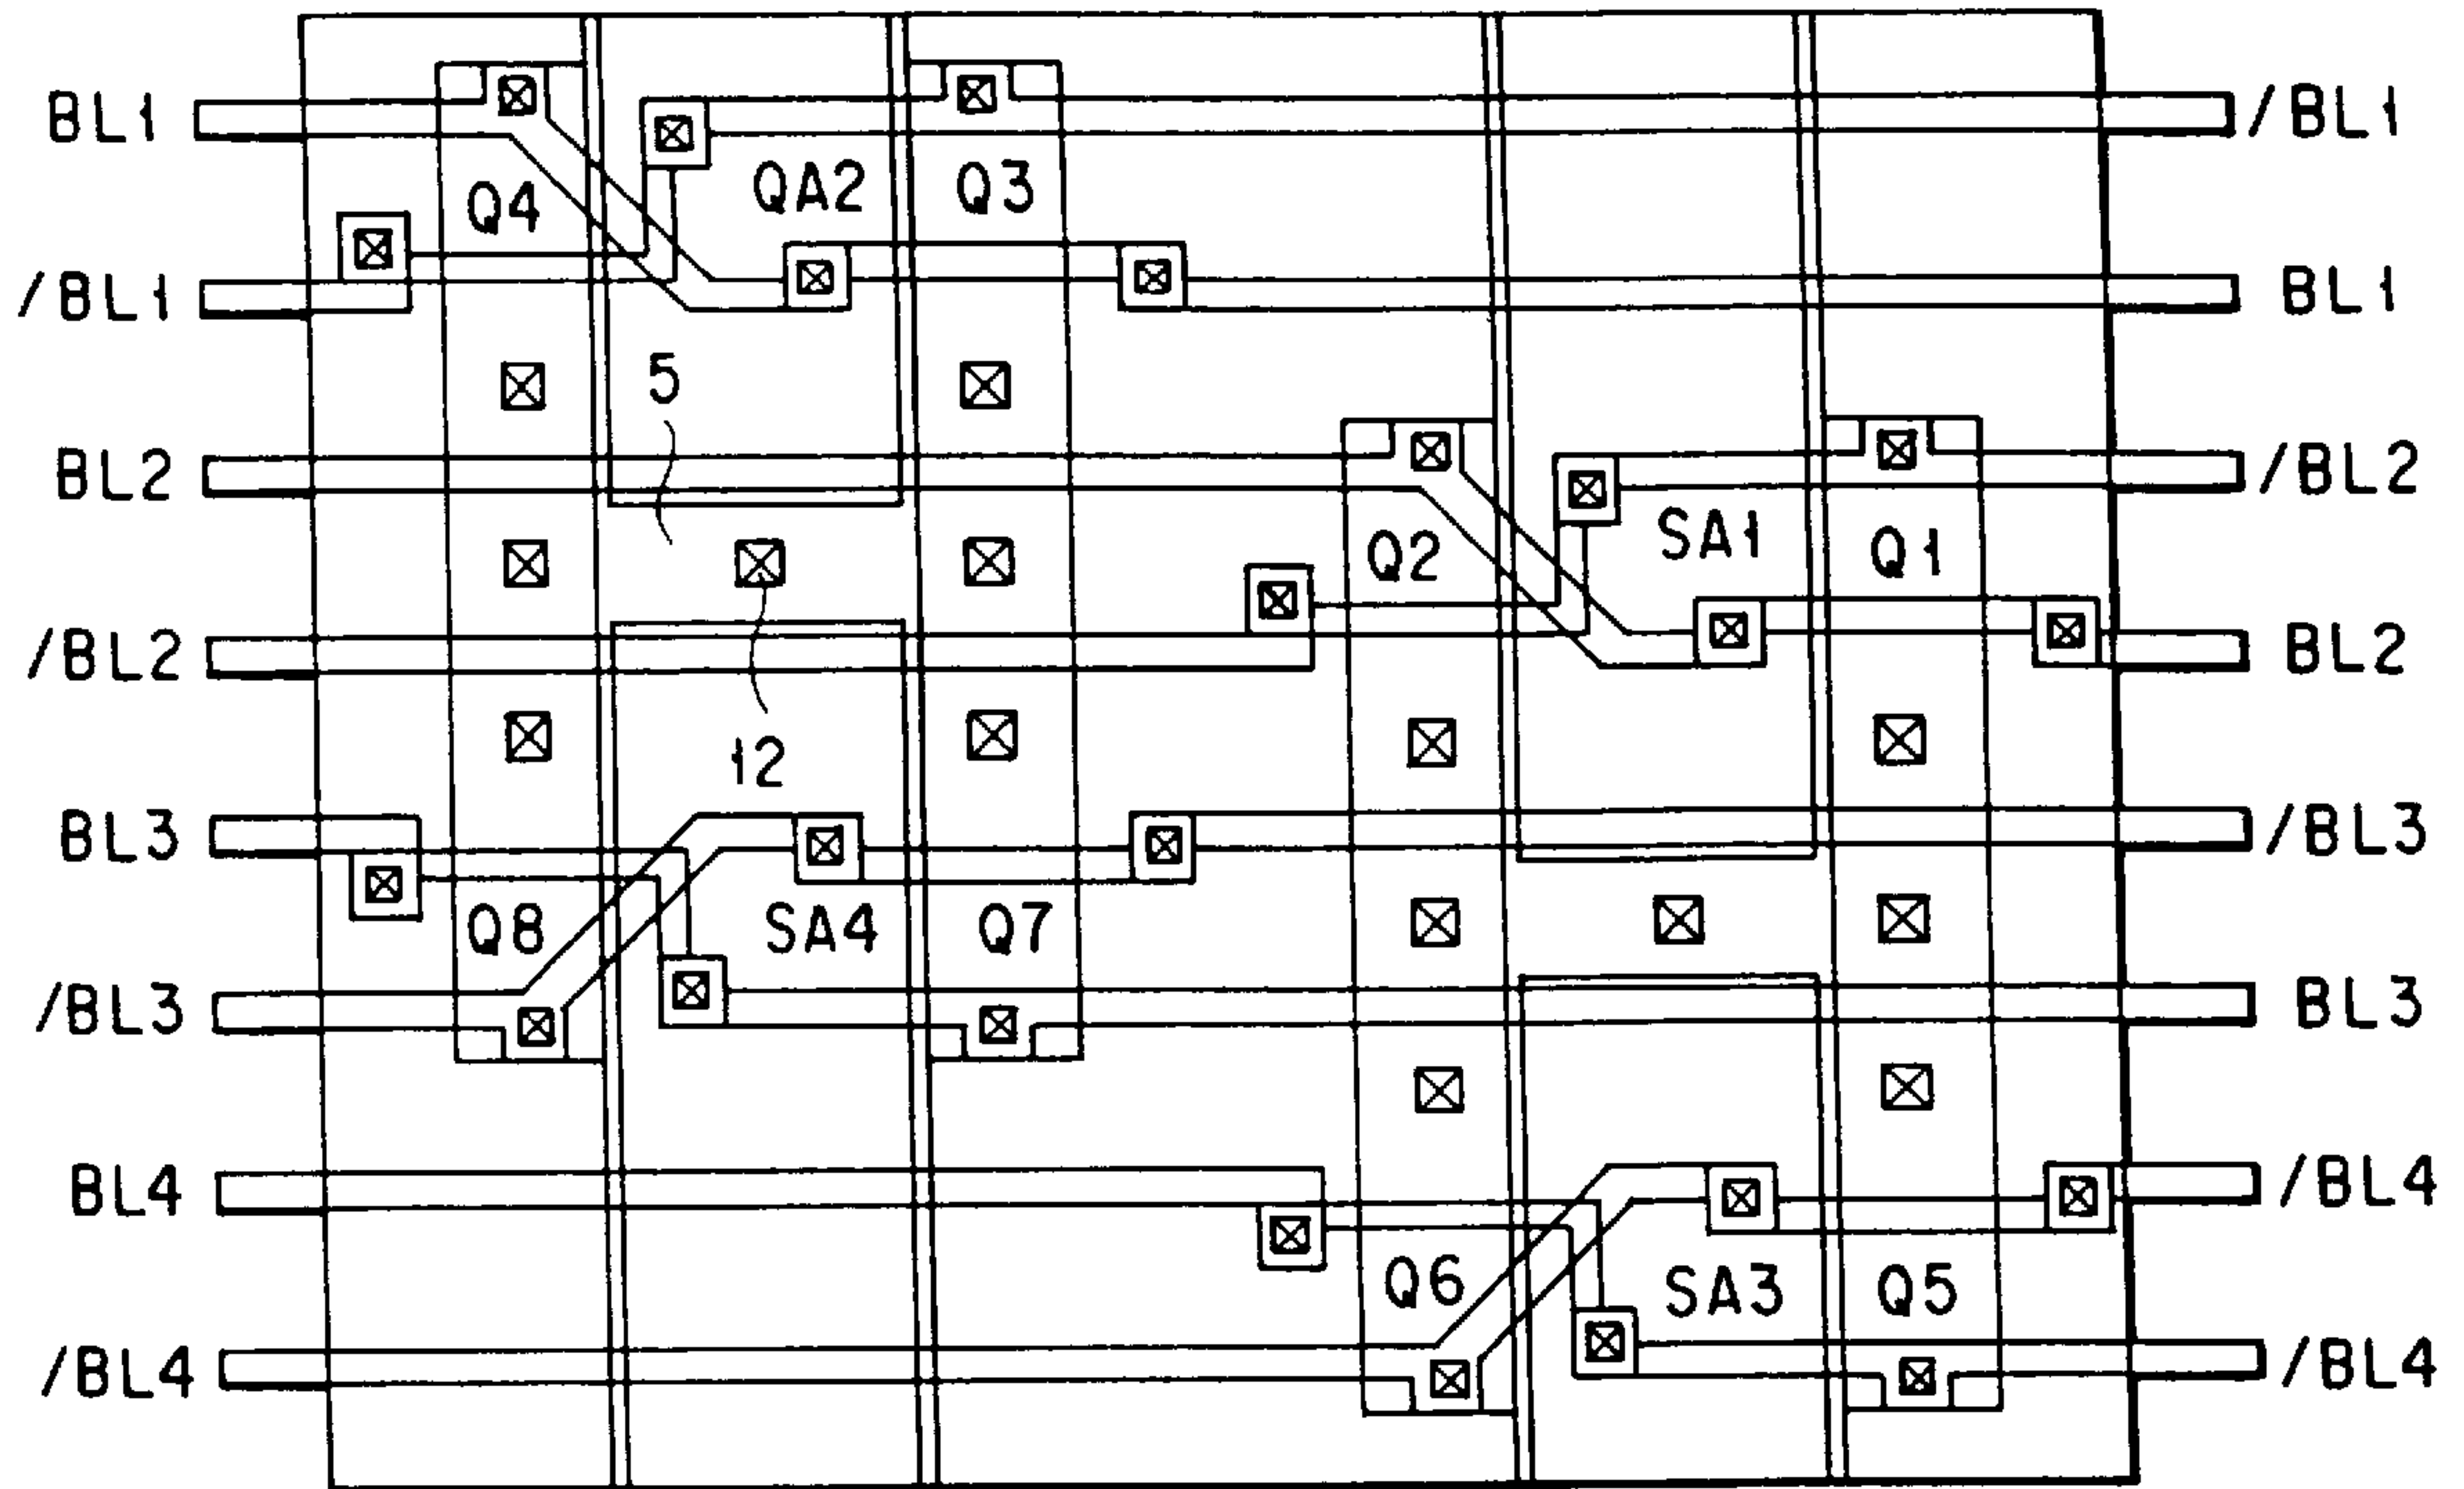 BL1 /BL1
Q4 QA2 Q3
/BL1 BL1
5
BL2 /BL2
Q2 SA1 Q1
/BL2 BL2
12
BL3 /BL3
Q8 SA4 Q7
/BL3 BL3
BL4 /BL4
Q6 SA3 Q5
/BL4 /BL4